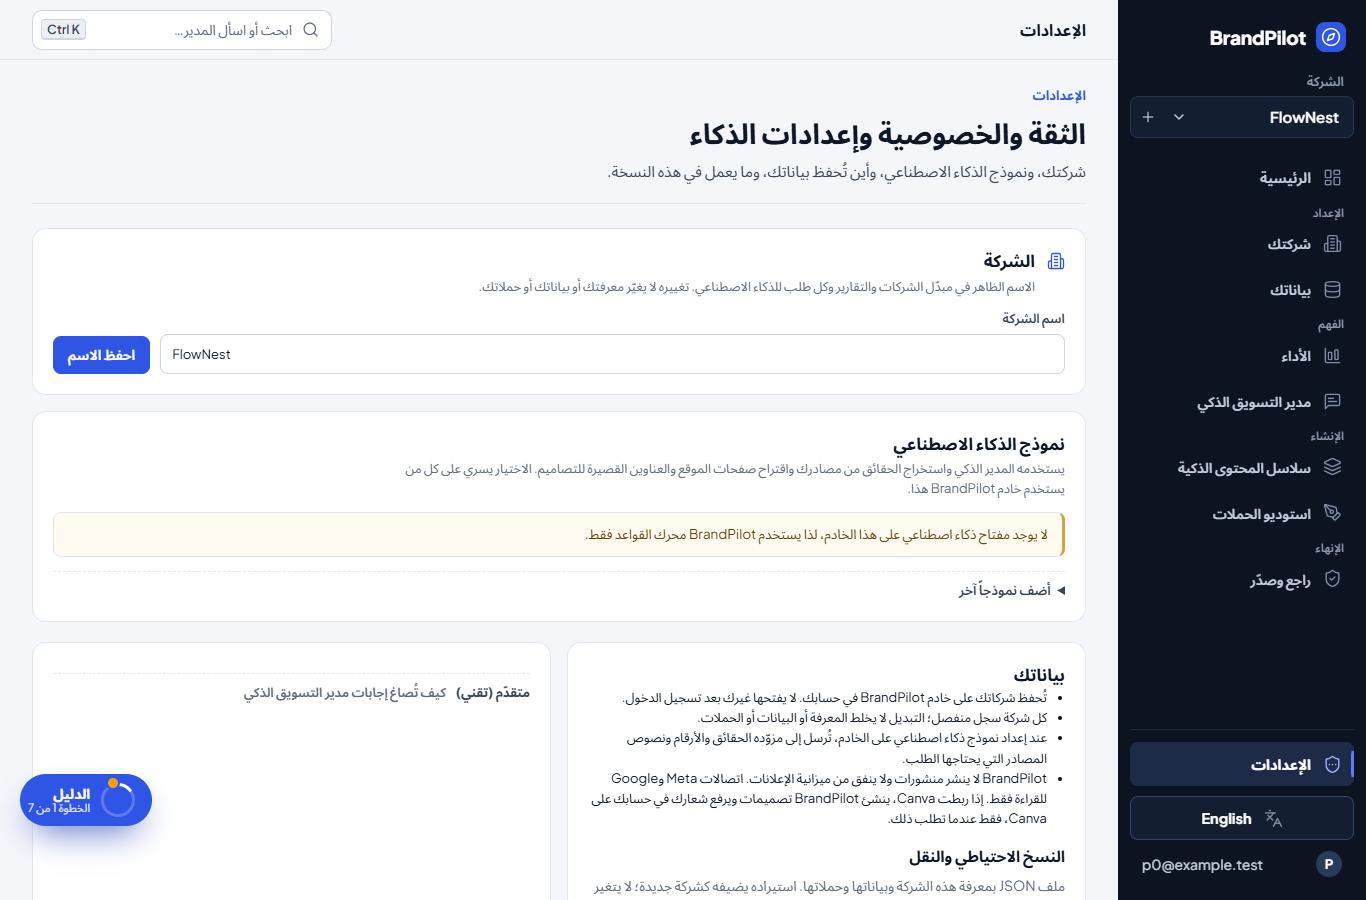 BrandPilot
الشركة
FlowNest
الرئيسية
الإعداد
شركتك
بياناتك
الفهم
الأداء
مدير التسويق الذكي
الإنشاء
سلاسل المحتوى الذكية
استوديو الحملات
الإنهاء
راجع وصدّر
الإعدادات
English
P p0@example.test
الإعدادات
ابحث أو اسأل المدير...
Ctrl K
الإعدادات
الثقة والخصوصية وإعدادات الذكاء
شركتك، ونموذج الذكاء الاصطناعي، وأين تُحفظ بياناتك، وما يعمل في هذه النسخة.
الشركة
الاسم الظاهر في مبدّل الشركات والتقارير وكل طلب للذكاء الاصطناعي. تغييره لا يغيّر معرفتك أو بياناتك أو حملاتك.
اسم الشركة
FlowNest
احفظ الاسم
نموذج الذكاء الاصطناعي
يستخدمه المدير الذكي واستخراج الحقائق من مصادرك واقتراح صفحات الموقع والعناوين القصيرة للتصاميم. الاختيار يسري على كل من
يستخدم خادم BrandPilot هذا.
لا يوجد مفتاح ذكاء اصطناعي على هذا الخادم، لذا يستخدم BrandPilot محرك القواعد فقط.
أضف نموذجاً آخر
بياناتك
تُحفظ شركاتك على خادم BrandPilot في حسابك. لا يفتحها غيرك بعد تسجيل الدخول.
كل شركة سجل منفصل؛ التبديل لا يخلط المعرفة أو البيانات أو الحملات.
عند إعداد نموذج ذكاء اصطناعي على الخادم، تُرسل إلى مزوّده الحقائق والأرقام ونصوص
المصادر التي يحتاجها الطلب.
BrandPilot لا ينشر منشورات ولا ينفق من ميزانية الإعلانات. اتصالات Meta وGoogle
للقراءة فقط. إذا ربطت Canva، ينشئ BrandPilot تصميمات ويرفع شعارك في حسابك على
Canva، فقط عندما تطلب ذلك.
النسخ الاحتياطي والنقل
ملف JSON بمعرفة هذه الشركة وبياناتها وحملاتها. استيراده يضيفه كشركة جديدة؛ لا يتغير
متقدّم (تقني) كيف تُصاغ إجابات مدير التسويق الذكي
الدليل
الخطوة 1 من 7